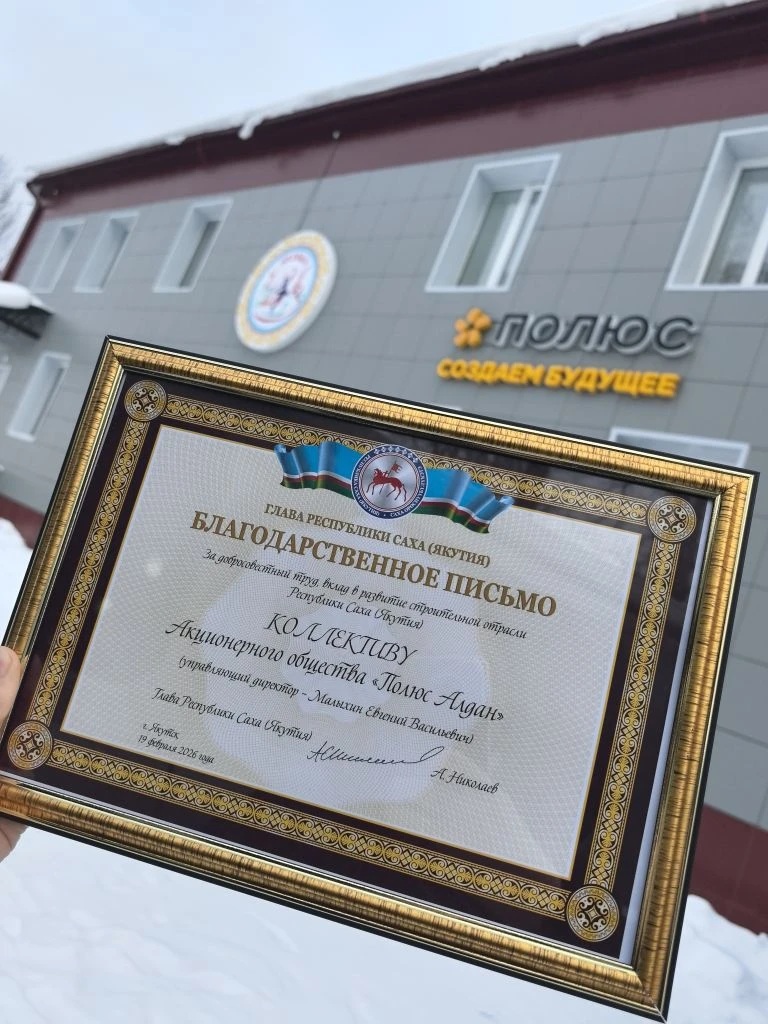 ПОЛЮС
СОЗДАЕМ БУДУЩЕЕ
ГЛАВА РЕСПУБЛИКИ САХА (ЯКУТИЯ)
БЛАГОДАРСТВЕННОЕ ПИСЬМО
За добросовестный труд, вклад в развитие строительной отрасли
Республики Саха (Якутия)
КОЛЛЕКТИВУ
Акционерного общества «Полюс Алдан»
(управляющий директор – Малыхин Евгений Васильевич)
Глава Республики Саха (Якутия)
А. Николаев
г. Якутск
19 февраля 2026 года